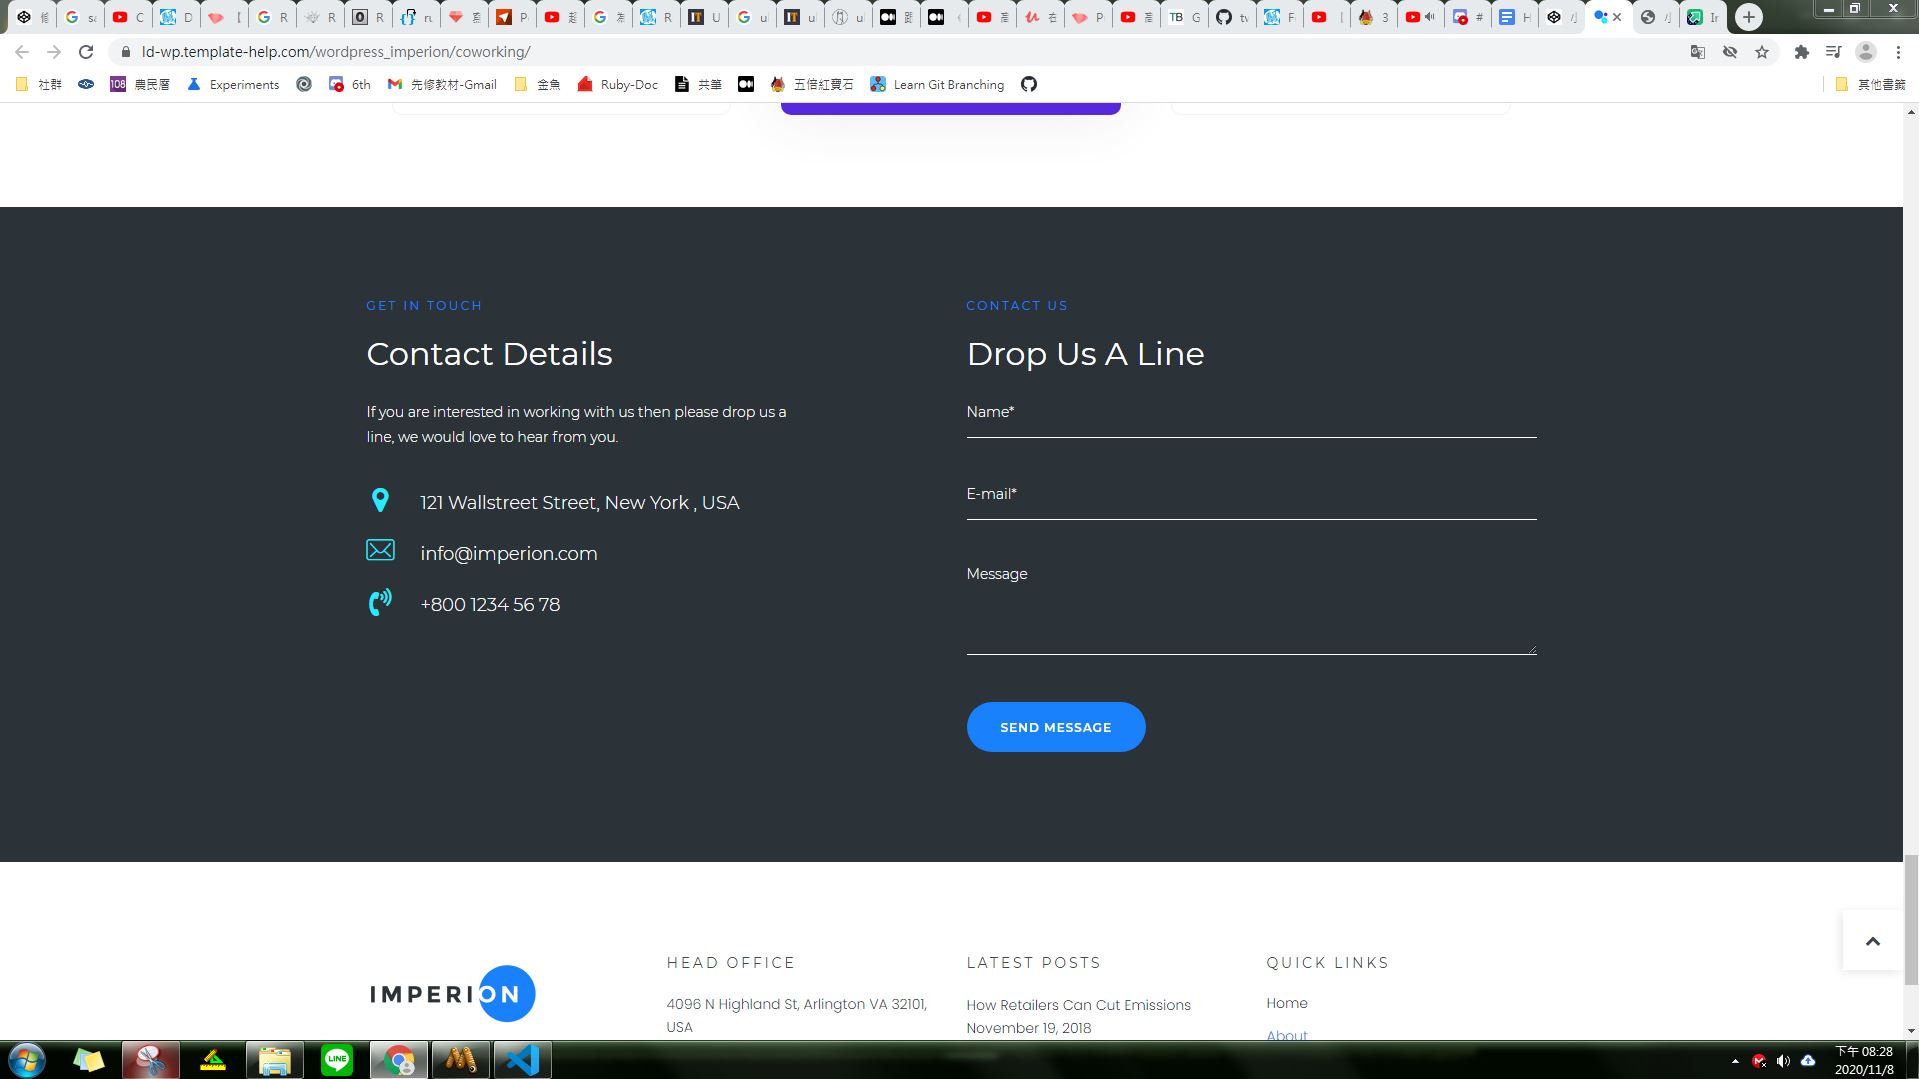 ld-wp.template-help.com/wordpress_imperion/coworking/
社群
108 農民曆
Experiments
6th
先修教材-Gmail
金魚
Ruby-Doc
共筆
五倍紅寶石
Learn Git Branching
其他書籤
GET IN TOUCH
Contact Details
If you are interested in working with us then please drop us a
line, we would love to hear from you.
121 Wallstreet Street, New York , USA
info@imperion.com
+800 1234 56 78
CONTACT US
Drop Us A Line
Name*
E-mail*
Message
SEND MESSAGE
IMPERION
HEAD OFFICE
4096 N Highland St, Arlington VA 32101,
USA
LATEST POSTS
How Retailers Can Cut Emissions
November 19, 2018
QUICK LINKS
Home
About
LINE
下午 08:28
2020/11/8